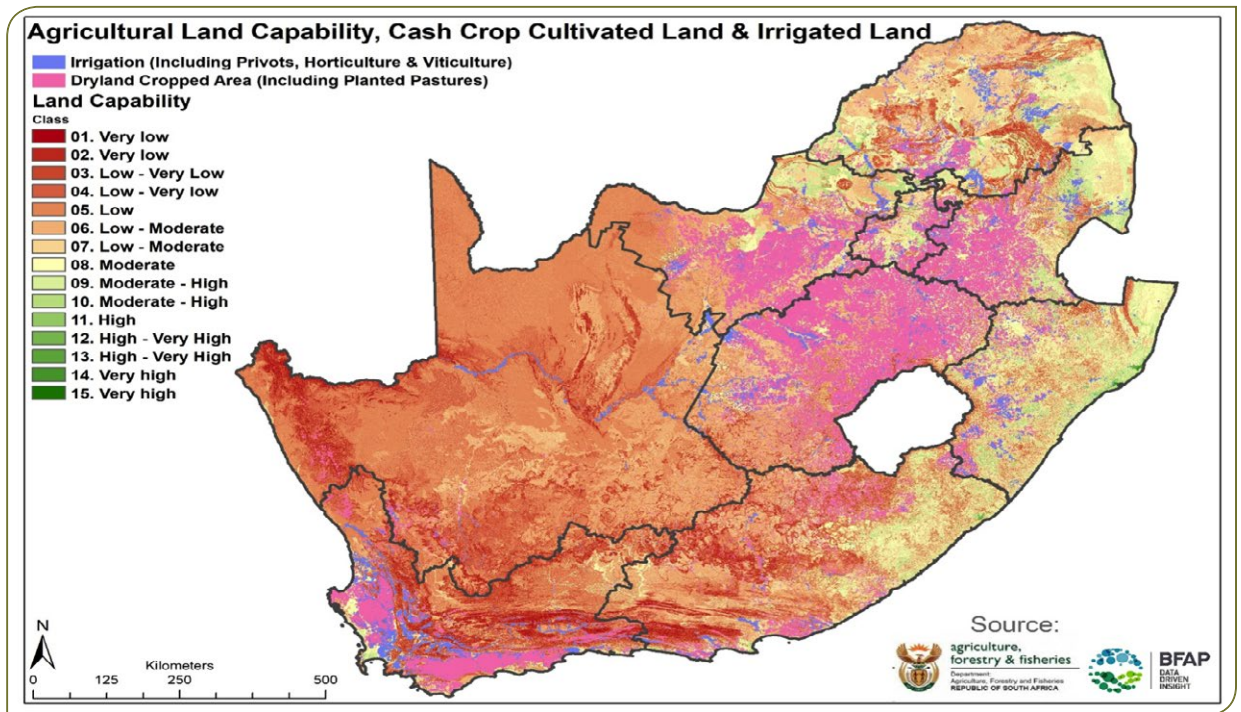 Agricultural Land Capability, Cash Crop Cultivated Land & Irrigated Land
Irrigation (Including Privots, Horticulture & Viticulture)
Dryland Cropped Area (Including Planted Pastures)
Land Capability
Class
01. Very low
02. Very low
03. Low - Very Low
04. Low - Very low
05. Low
06. Low - Moderate
07. Low - Moderate
08. Moderate
09. Moderate - High
10. Moderate - High
11. High
12. High - Very High
13. High - Very High
14. Very high
15. Very high
N
Kilometers
0 125 250 500
Source:
agriculture,
forestry & fisheries
Department:
Agriculture, Forestry and Fisheries
REPUBLIC OF SOUTH AFRICA
BFAP
DATA
DRIVEN
INSIGHT